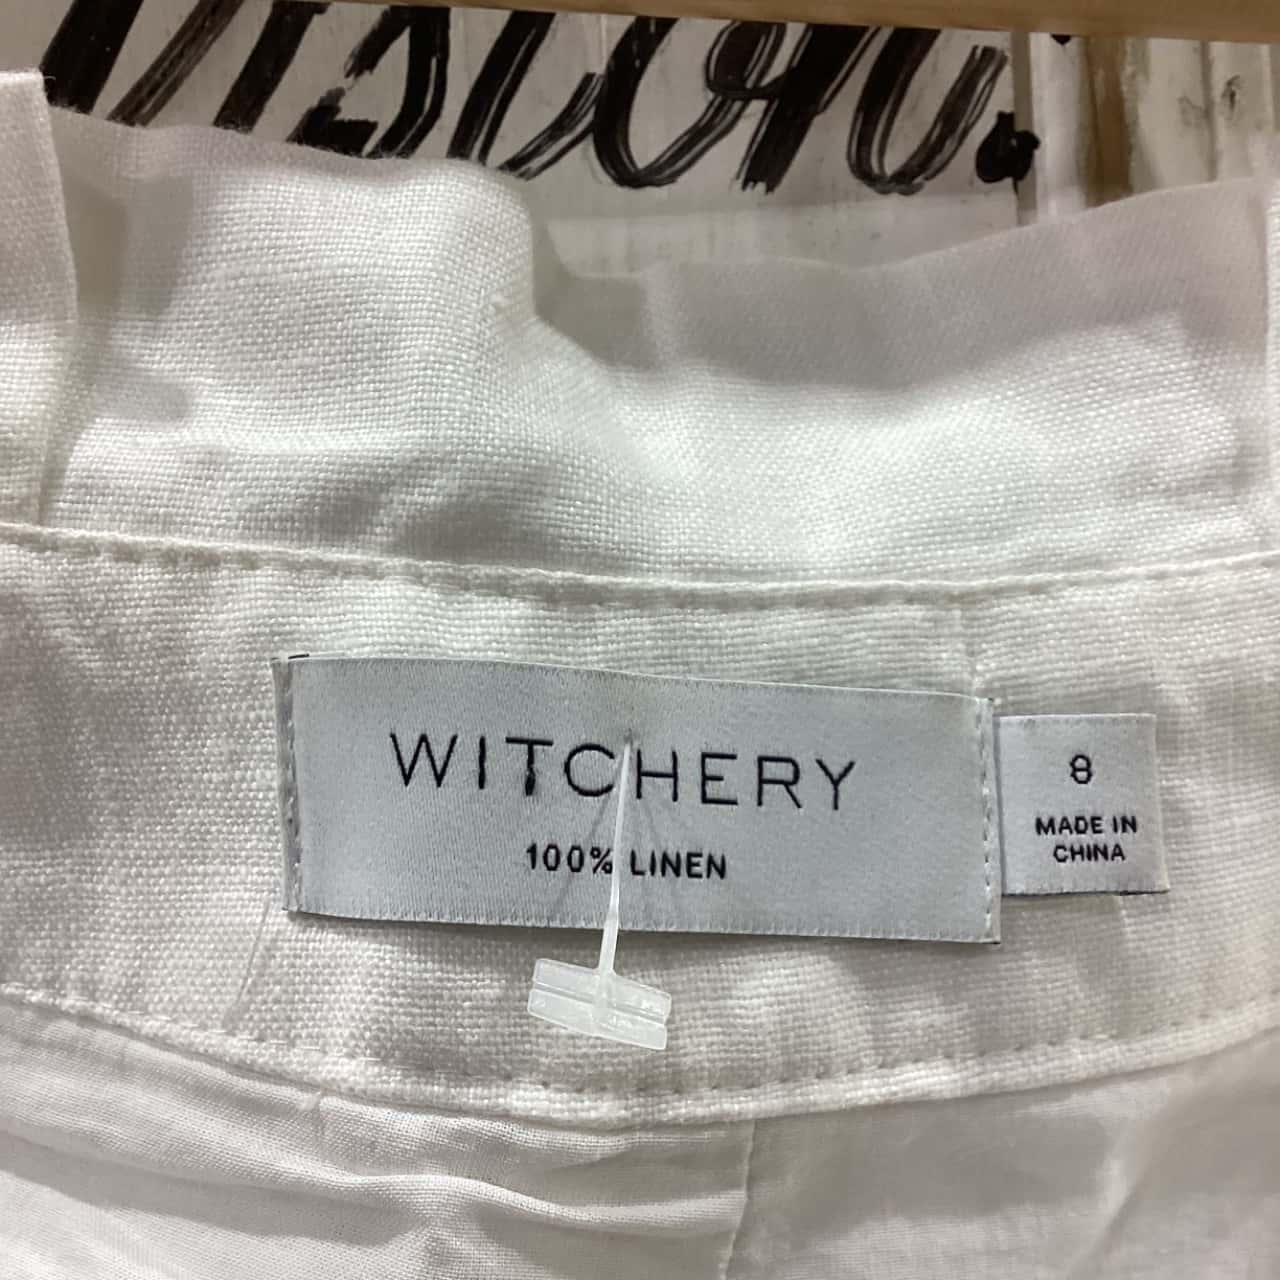 WITCHERY
100% LINEN
8
MADE IN
CHINA